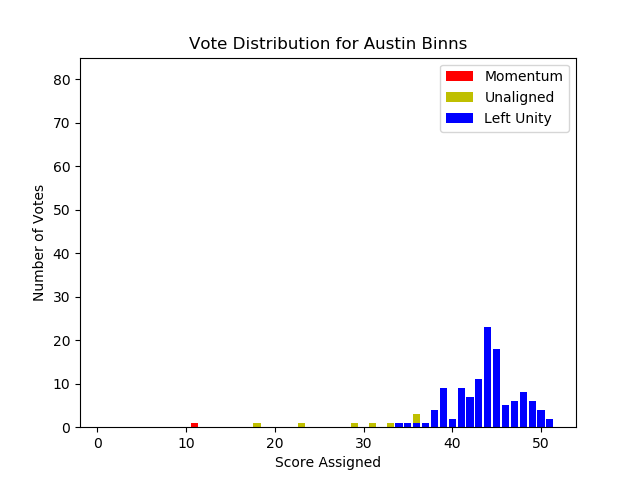 Vote Distribution for Austin Binns
Momentum
Unaligned
Left Unity
Number of Votes
80
70
60
50
40
30
20
10
0
0 10 20 30 40 50
Score Assigned